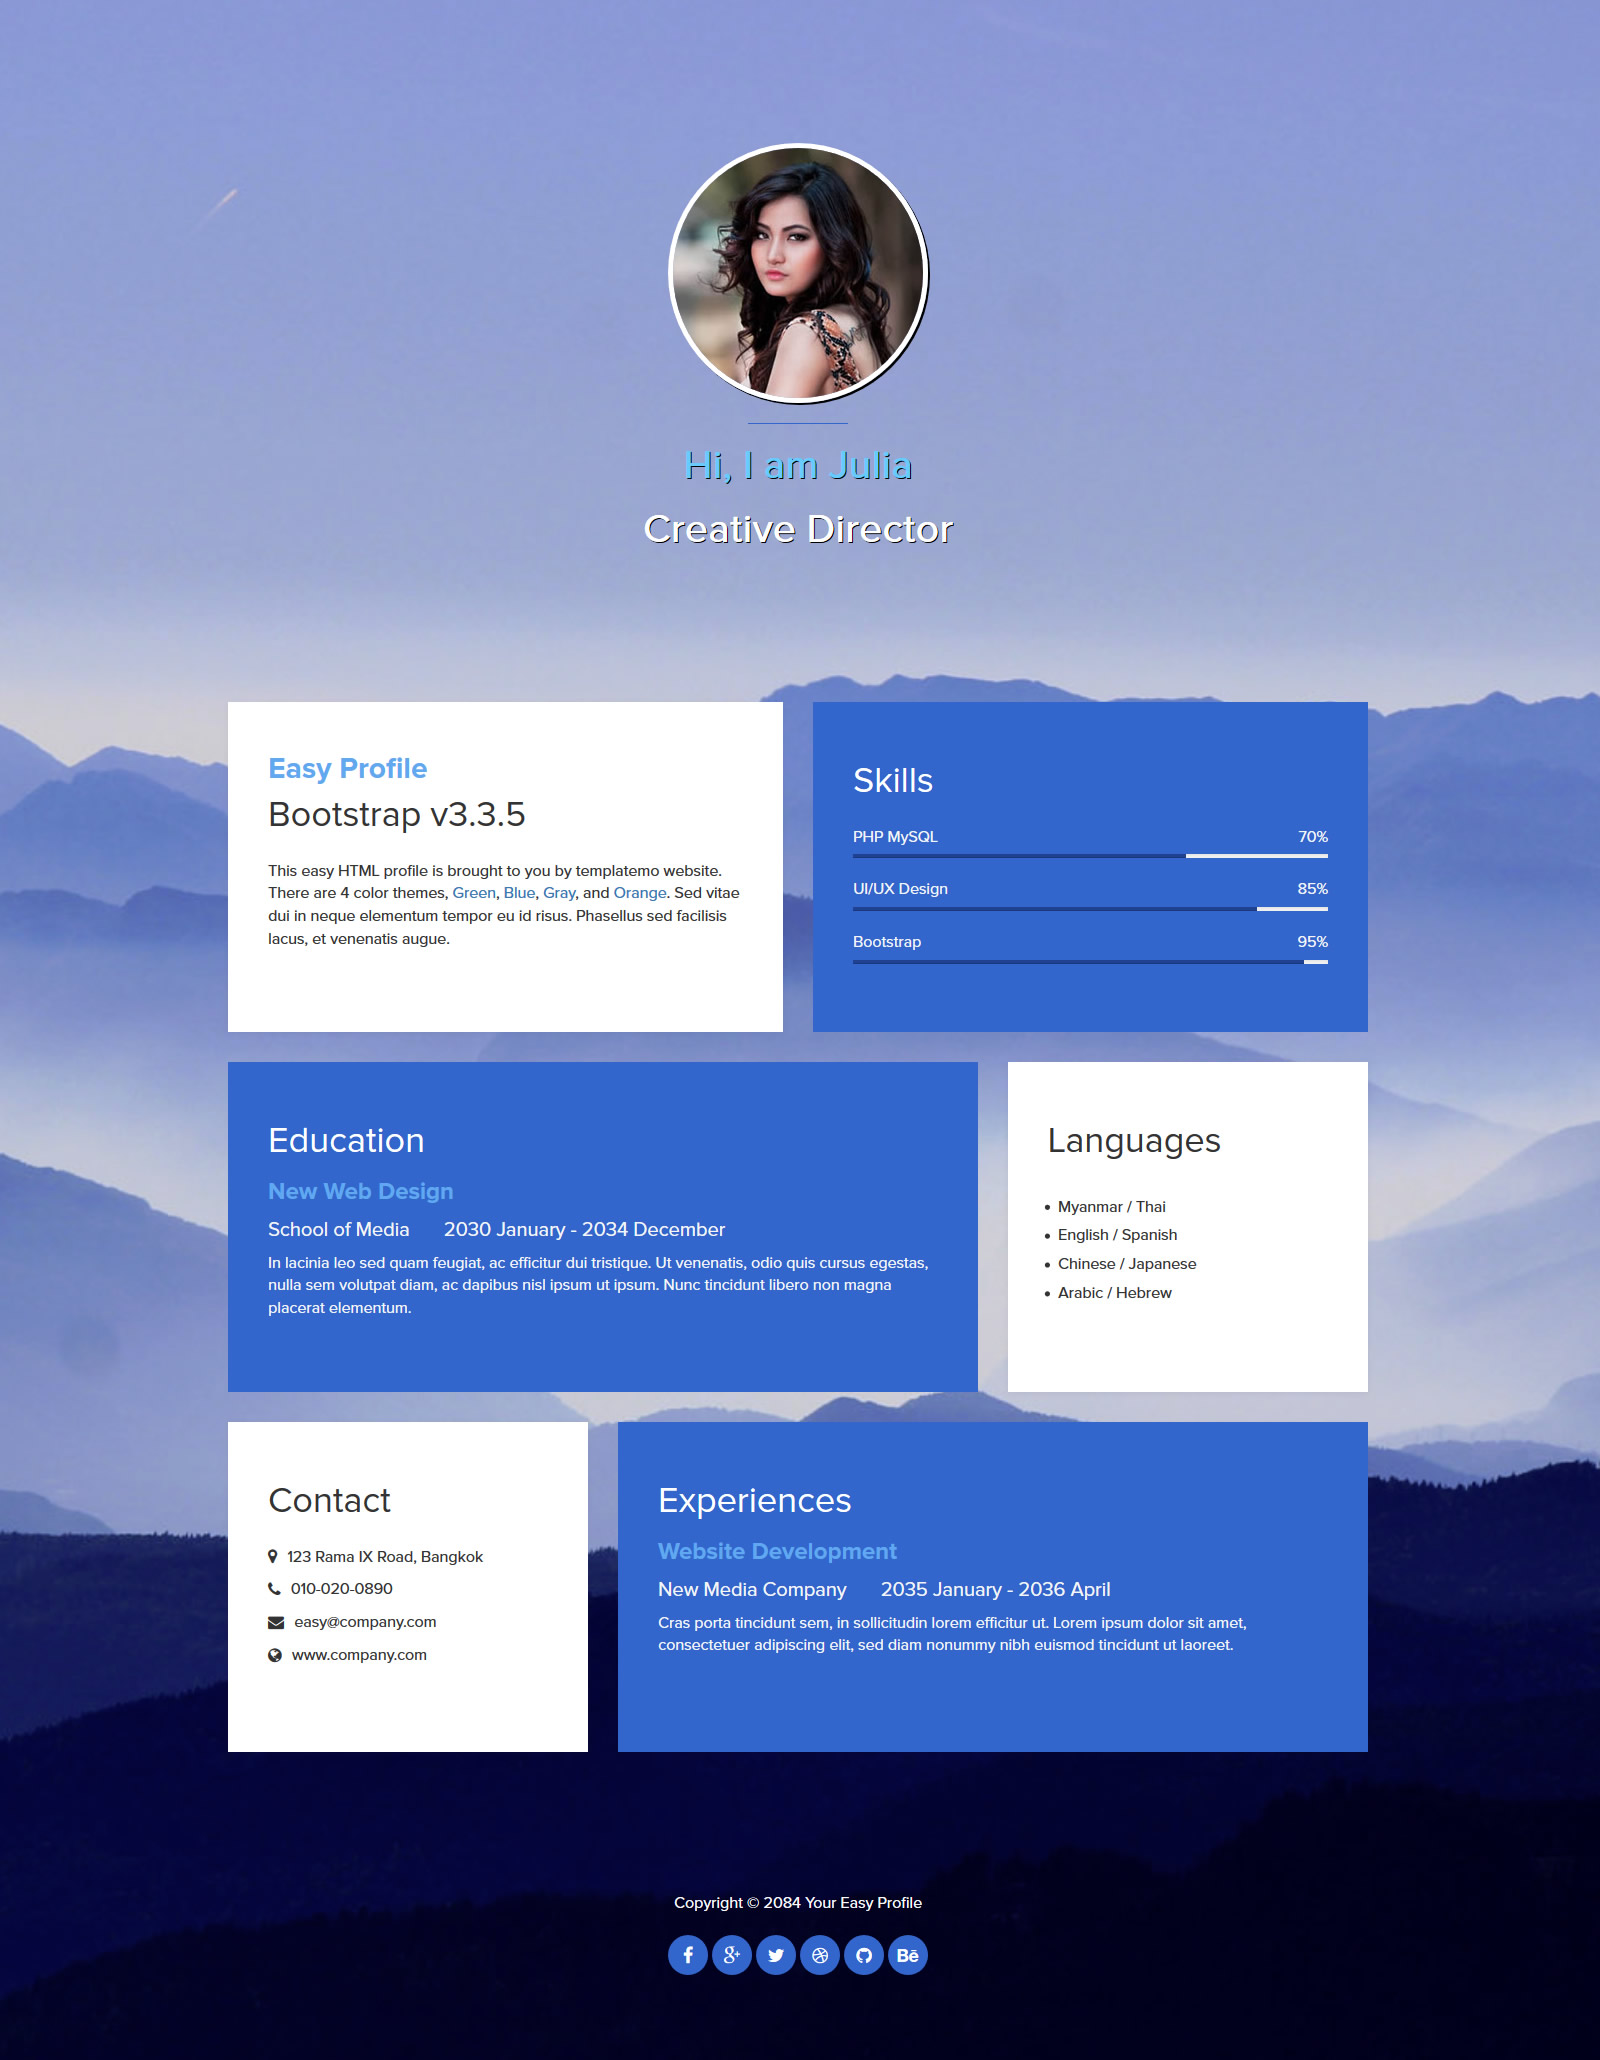 Hi, I am Julia
Creative Director
Easy Profile
Bootstrap v3.3.5
This easy HTML profile is brought to you by templatemo website.
There are 4 color themes, Green, Blue, Gray, and Orange. Sed vitae
dui in neque elementum tempor eu id risus. Phasellus sed facilisis
lacus, et venenatis augue.
Skills
PHP MySQL 70%
UI/UX Design 85%
Bootstrap 95%
Education
New Web Design
School of Media 2030 January - 2034 December
In lacinia leo sed quam feugiat, ac efficitur dui tristique. Ut venenatis, odio quis cursus egestas,
nulla sem volutpat diam, ac dapibus nisl ipsum ut ipsum. Nunc tincidunt libero non magna
placerat elementum.
Languages
Myanmar / Thai
English / Spanish
Chinese / Japanese
Arabic / Hebrew
Contact
123 Rama IX Road, Bangkok
010-020-0890
easy@company.com
www.company.com
Experiences
Website Development
New Media Company 2035 January - 2036 April
Cras porta tincidunt sem, in sollicitudin lorem efficitur ut. Lorem ipsum dolor sit amet,
consectetuer adipiscing elit, sed diam nonummy nibh euismod tincidunt ut laoreet.
Copyright © 2084 Your Easy Profile